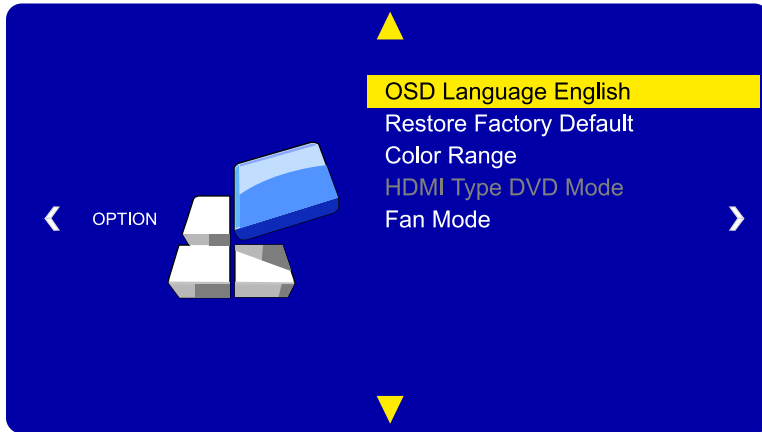 OSD Language English
Restore Factory Default
Color Range
HDMI Type DVD Mode
Fan Mode
OPTION